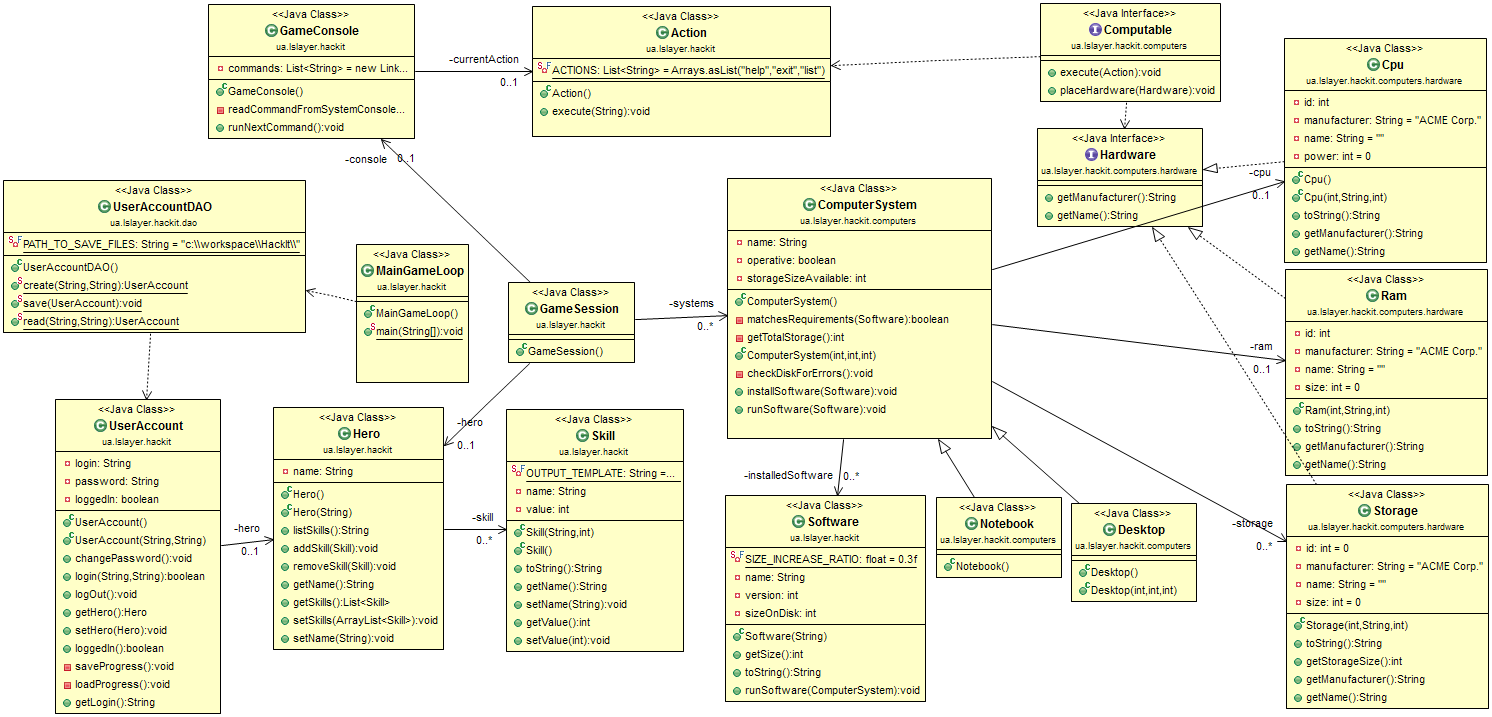 <<Java Class>>
GameConsole
ua.lslayer.hackit
commands: List<String> = new Link...
GameConsole()
readCommandFromSystemConsole...
runNextCommand():void
-currentAction
0..1
<<Java Class>>
Action
ua.lslayer.hackit
ACTIONS: List<String> = Arrays.asList("help","exit","list")
Action()
execute(String):void
<<Java Interface>>
Computable
ua.lslayer.hackit.computers
execute(Action):void
placeHardware(Hardware):void
<<Java Class>>
Cpu
ua.lslayer.hackit.computers.hardware
id: int
manufacturer: String = "ACME Corp."
name: String = ""
power: int = 0
Cpu()
Cpu(int,String,int)
toString():String
getManufacturer():String
getName():String
<<Java Interface>>
Hardware
ua.lslayer.hackit.computers.hardware
getManufacturer():String
getName():String
-cpu
0..1
-console
0..1
<<Java Class>>
UserAccountDAO
ua.lslayer.hackit.dao
PATH_TO_SAVE_FILES: String = "c:\\workspace\\HackIt\\"
UserAccountDAO()
create(String,String):UserAccount
save(UserAccount):void
read(String,String):UserAccount
<<Java Class>>
MainGameLoop
ua.lslayer.hackit
MainGameLoop()
main(String[]):void
<<Java Class>>
GameSession
ua.lslayer.hackit
GameSession()
-systems
0..*
<<Java Class>>
ComputerSystem
ua.lslayer.hackit.computers
name: String
operative: boolean
storageSizeAvailable: int
ComputerSystem()
matchesRequirements(Software):boolean
getTotalStorage():int
ComputerSystem(int,int,int)
checkDiskForErrors():void
installSoftware(Software):void
runSoftware(Software):void
<<Java Class>>
Ram
ua.lslayer.hackit.computers.hardware
id: int
manufacturer: String = "ACME Corp."
name: String = ""
size: int = 0
Ram(int,String,int)
toString():String
getManufacturer():String
getName():String
-ram
0..1
<<Java Class>>
UserAccount
ua.lslayer.hackit
login: String
password: String
loggedIn: boolean
UserAccount()
UserAccount(String,String)
changePassword():void
login(String,String):boolean
logOut():void
getHero():Hero
setHero(Hero):void
loggedIn():boolean
saveProgress():void
loadProgress():void
getLogin():String
-hero
0..1
<<Java Class>>
Hero
ua.lslayer.hackit
name: String
Hero()
Hero(String)
listSkills():String
addSkill(Skill):void
removeSkill(Skill):void
getName():String
getSkills():List<Skill>
setSkills(ArrayList<Skill>):void
setName(String):void
-hero
0..1
-skill
0..*
<<Java Class>>
Skill
ua.lslayer.hackit
OUTPUT_TEMPLATE: String =...
name: String
value: int
Skill(String,int)
Skill()
toString():String
getName():String
setName(String):void
getValue():int
setValue(int):void
-installedSoftware
0..*
<<Java Class>>
Software
ua.lslayer.hackit
SIZE_INCREASE_RATIO: float = 0.3f
name: String
version: int
sizeOnDisk: int
Software(String)
getSize():int
toString():String
runSoftware(ComputerSystem):void
<<Java Class>>
Notebook
ua.lslayer.hackit.computers
Notebook()
<<Java Class>>
Desktop
ua.lslayer.hackit.computers
Desktop()
Desktop(int,int,int)
-storage
0..*
<<Java Class>>
Storage
ua.lslayer.hackit.computers.hardware
id: int = 0
manufacturer: String = "ACME Corp."
name: String = ""
size: int = 0
Storage(int,String,int)
toString():String
getStorageSize():int
getManufacturer():String
getName():String